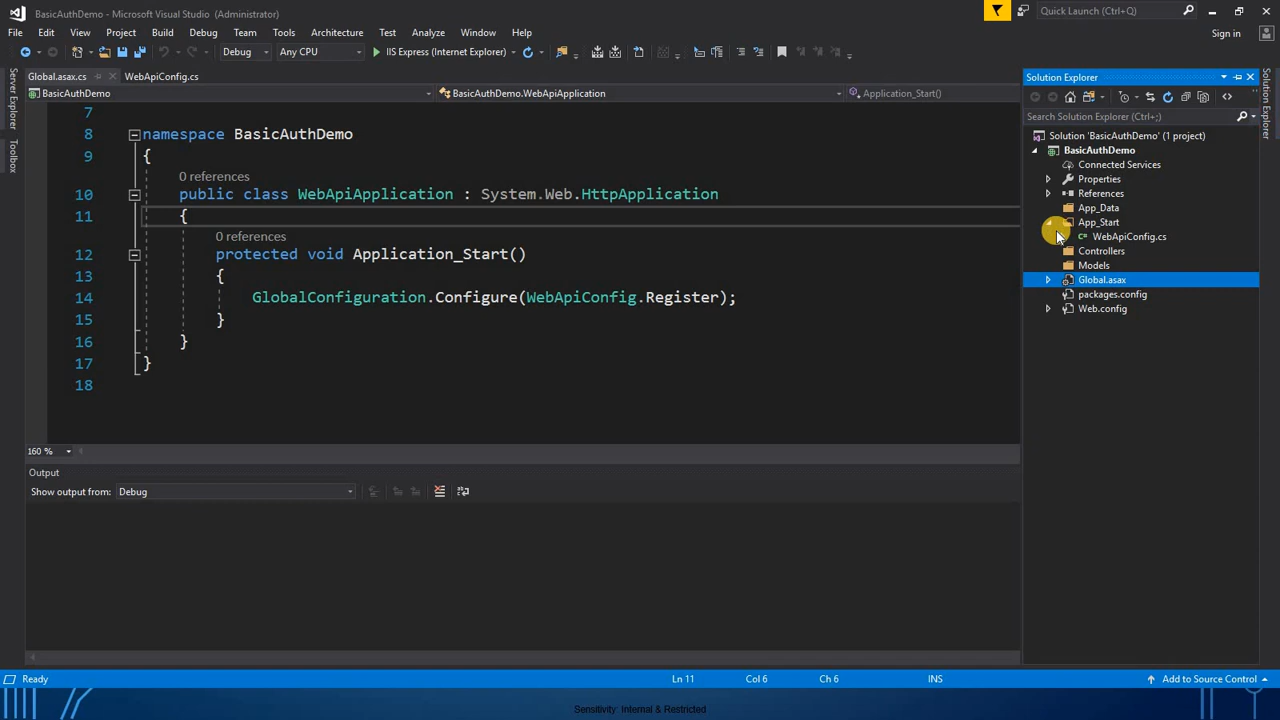 BasicAuthDemo - Microsoft Visual Studio (Administrator)
Quick Launch (Ctrl+Q)
File Edit View Project Build Debug Team Tools Architecture Test Analyze Window Help
Sign in
Debug Any CPU IIS Express (Internet Explorer)
Server Explorer
Toolbox
Global.asax.cs WebApiConfig.cs
BasicAuthDemo BasicAuthDemo.WebApiApplication Application_Start()
7
8 namespace BasicAuthDemo
9 {
0 references
10 public class WebApiApplication : System.Web.HttpApplication
11 {
0 references
12 protected void Application_Start()
13 {
14 GlobalConfiguration.Configure(WebApiConfig.Register);
15 }
16 }
17 }
18
160 %
Output
Show output from: Debug
Solution Explorer
Search Solution Explorer (Ctrl+;)
Solution 'BasicAuthDemo' (1 project)
BasicAuthDemo
Connected Services
Properties
References
App_Data
App_Start
C# WebApiConfig.cs
Controllers
Models
Global.asax
packages.config
Web.config
Solution Explorer
Ready Ln 11 Col 6 Ch 6 INS Add to Source Control
Sensitivity: Internal & Restricted